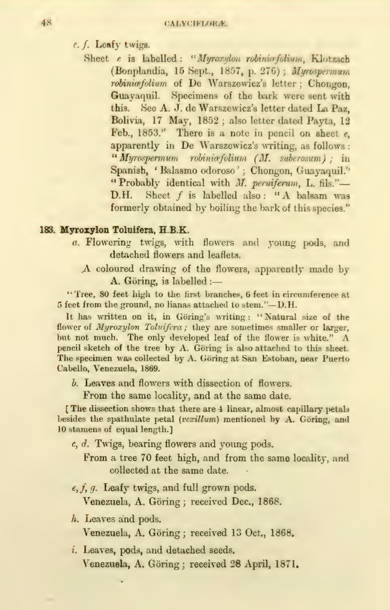 48 CALYCIFLORÆ.
e. f. Leafy twigs.
Sheet e is labelled: "Myroxylon robiniæfolium, Klotzsch
(Bonplandia, 15 Sept., 1857, p. 276); Myrospermum
robiniæfolium of De Warszewicz's letter; Chongon,
Guayaquil. Specimens of the bark were sent with
this. See A. J. de Warszewicz's letter dated La Paz,
Bolivia, 17 May, 1852; also letter dated Payta, 12
Feb., 1853." There is a note in pencil on sheet e,
apparently in De Warszewicz's writing, as follows:
"Myrospermum robiniæfolium (M. suberosum); in
Spanish, 'Balsamo odoroso'; Chongon, Guayaquil."
"Probably identical with M. peruiferum, L. fils."—
D.H. Sheet f is labelled also: "A balsam was
formerly obtained by boiling the bark of this species."
183. Myroxylon Toluifera, H.B.K.
a. Flowering twigs, with flowers and young pods, and
detached flowers and leaflets.
A coloured drawing of the flowers, apparently made by
A. Göring, is labelled:—
"Tree, 80 feet high to the first branches, 6 feet in circumference at
5 feet from the ground, no lianas attached to stem."—D.H.
It has written on it, in Göring's writing: "Natural size of the
flower of Myroxylon Toluifera; they are sometimes smaller or larger,
but not much. The only developed leaf of the flower is white." A
pencil sketch of the tree by A. Göring is also attached to this sheet.
The specimen was collected by A. Göring at San Estoban, near Puerto
Cabello, Venezuela, 1869.
b. Leaves and flowers with dissection of flowers.
From the same locality, and at the same date.
[The dissection shows that there are 4 linear, almost capillary petals
besides the spathulate petal (vexillum) mentioned by A. Göring, and
10 stamens of equal length.]
c, d. Twigs, bearing flowers and young pods.
From a tree 70 feet high, and from the same locality, and
collected at the same date.
e, f, g. Leafy twigs, and full grown pods.
Venezuela, A. Göring; received Dec., 1868.
h. Leaves and pods.
Venezuela, A. Göring; received 13 Oct., 1868.
i. Leaves, pods, and detached seeds.
Venezuela, A. Göring; received 28 April, 1871.